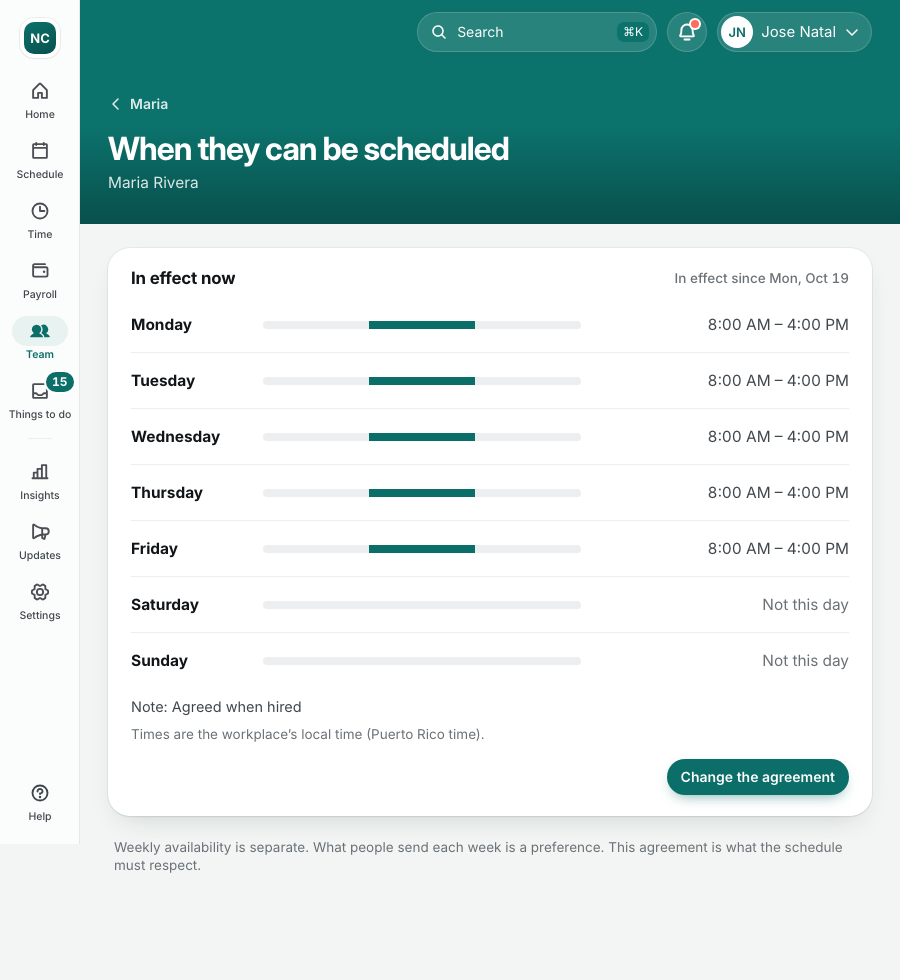 NC
Search
⌘K
JN
Jose Natal
Home
Schedule
Time
Payroll
Team
15
Things to do
Insights
Updates
Settings
Help
Maria
When they can be scheduled
Maria Rivera
In effect now
In effect since Mon, Oct 19
Monday
8:00 AM – 4:00 PM
Tuesday
8:00 AM – 4:00 PM
Wednesday
8:00 AM – 4:00 PM
Thursday
8:00 AM – 4:00 PM
Friday
8:00 AM – 4:00 PM
Saturday
Not this day
Sunday
Not this day
Note: Agreed when hired
Times are the workplace’s local time (Puerto Rico time).
Change the agreement
Weekly availability is separate. What people send each week is a preference. This agreement is what the schedule
must respect.